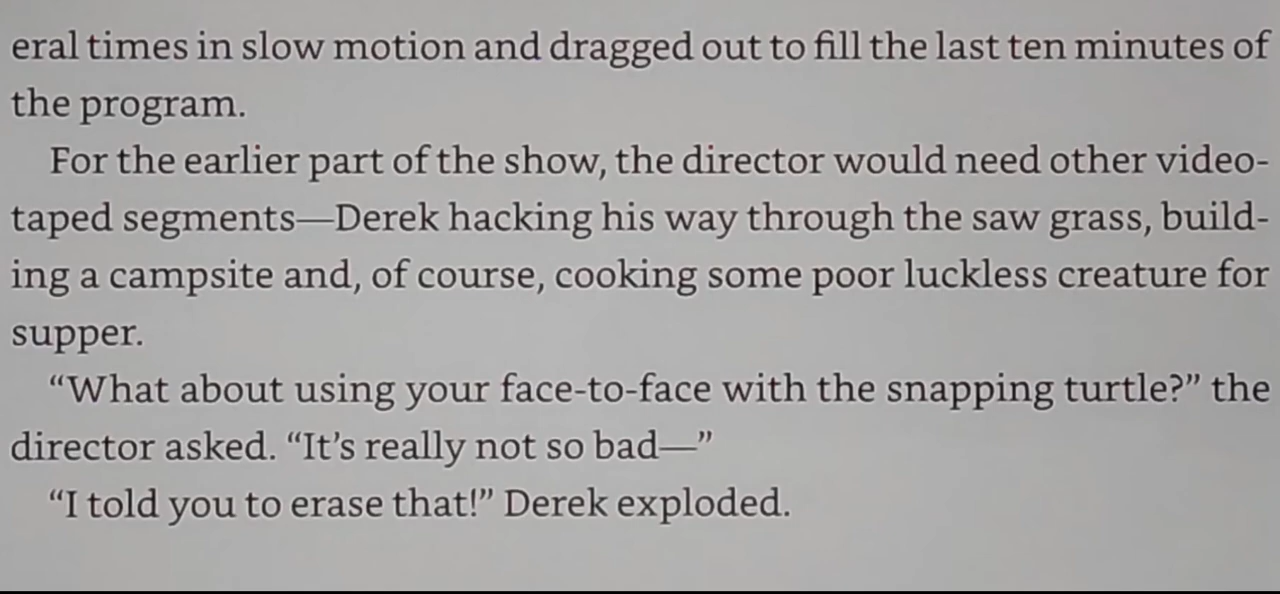 eral times in slow motion and dragged out to fill the last ten minutes of
the program.
For the earlier part of the show, the director would need other video-
taped segments—Derek hacking his way through the saw grass, build-
ing a campsite and, of course, cooking some poor luckless creature for
supper.
“What about using your face-to-face with the snapping turtle?” the
director asked. “It’s really not so bad—”
“I told you to erase that!” Derek exploded.